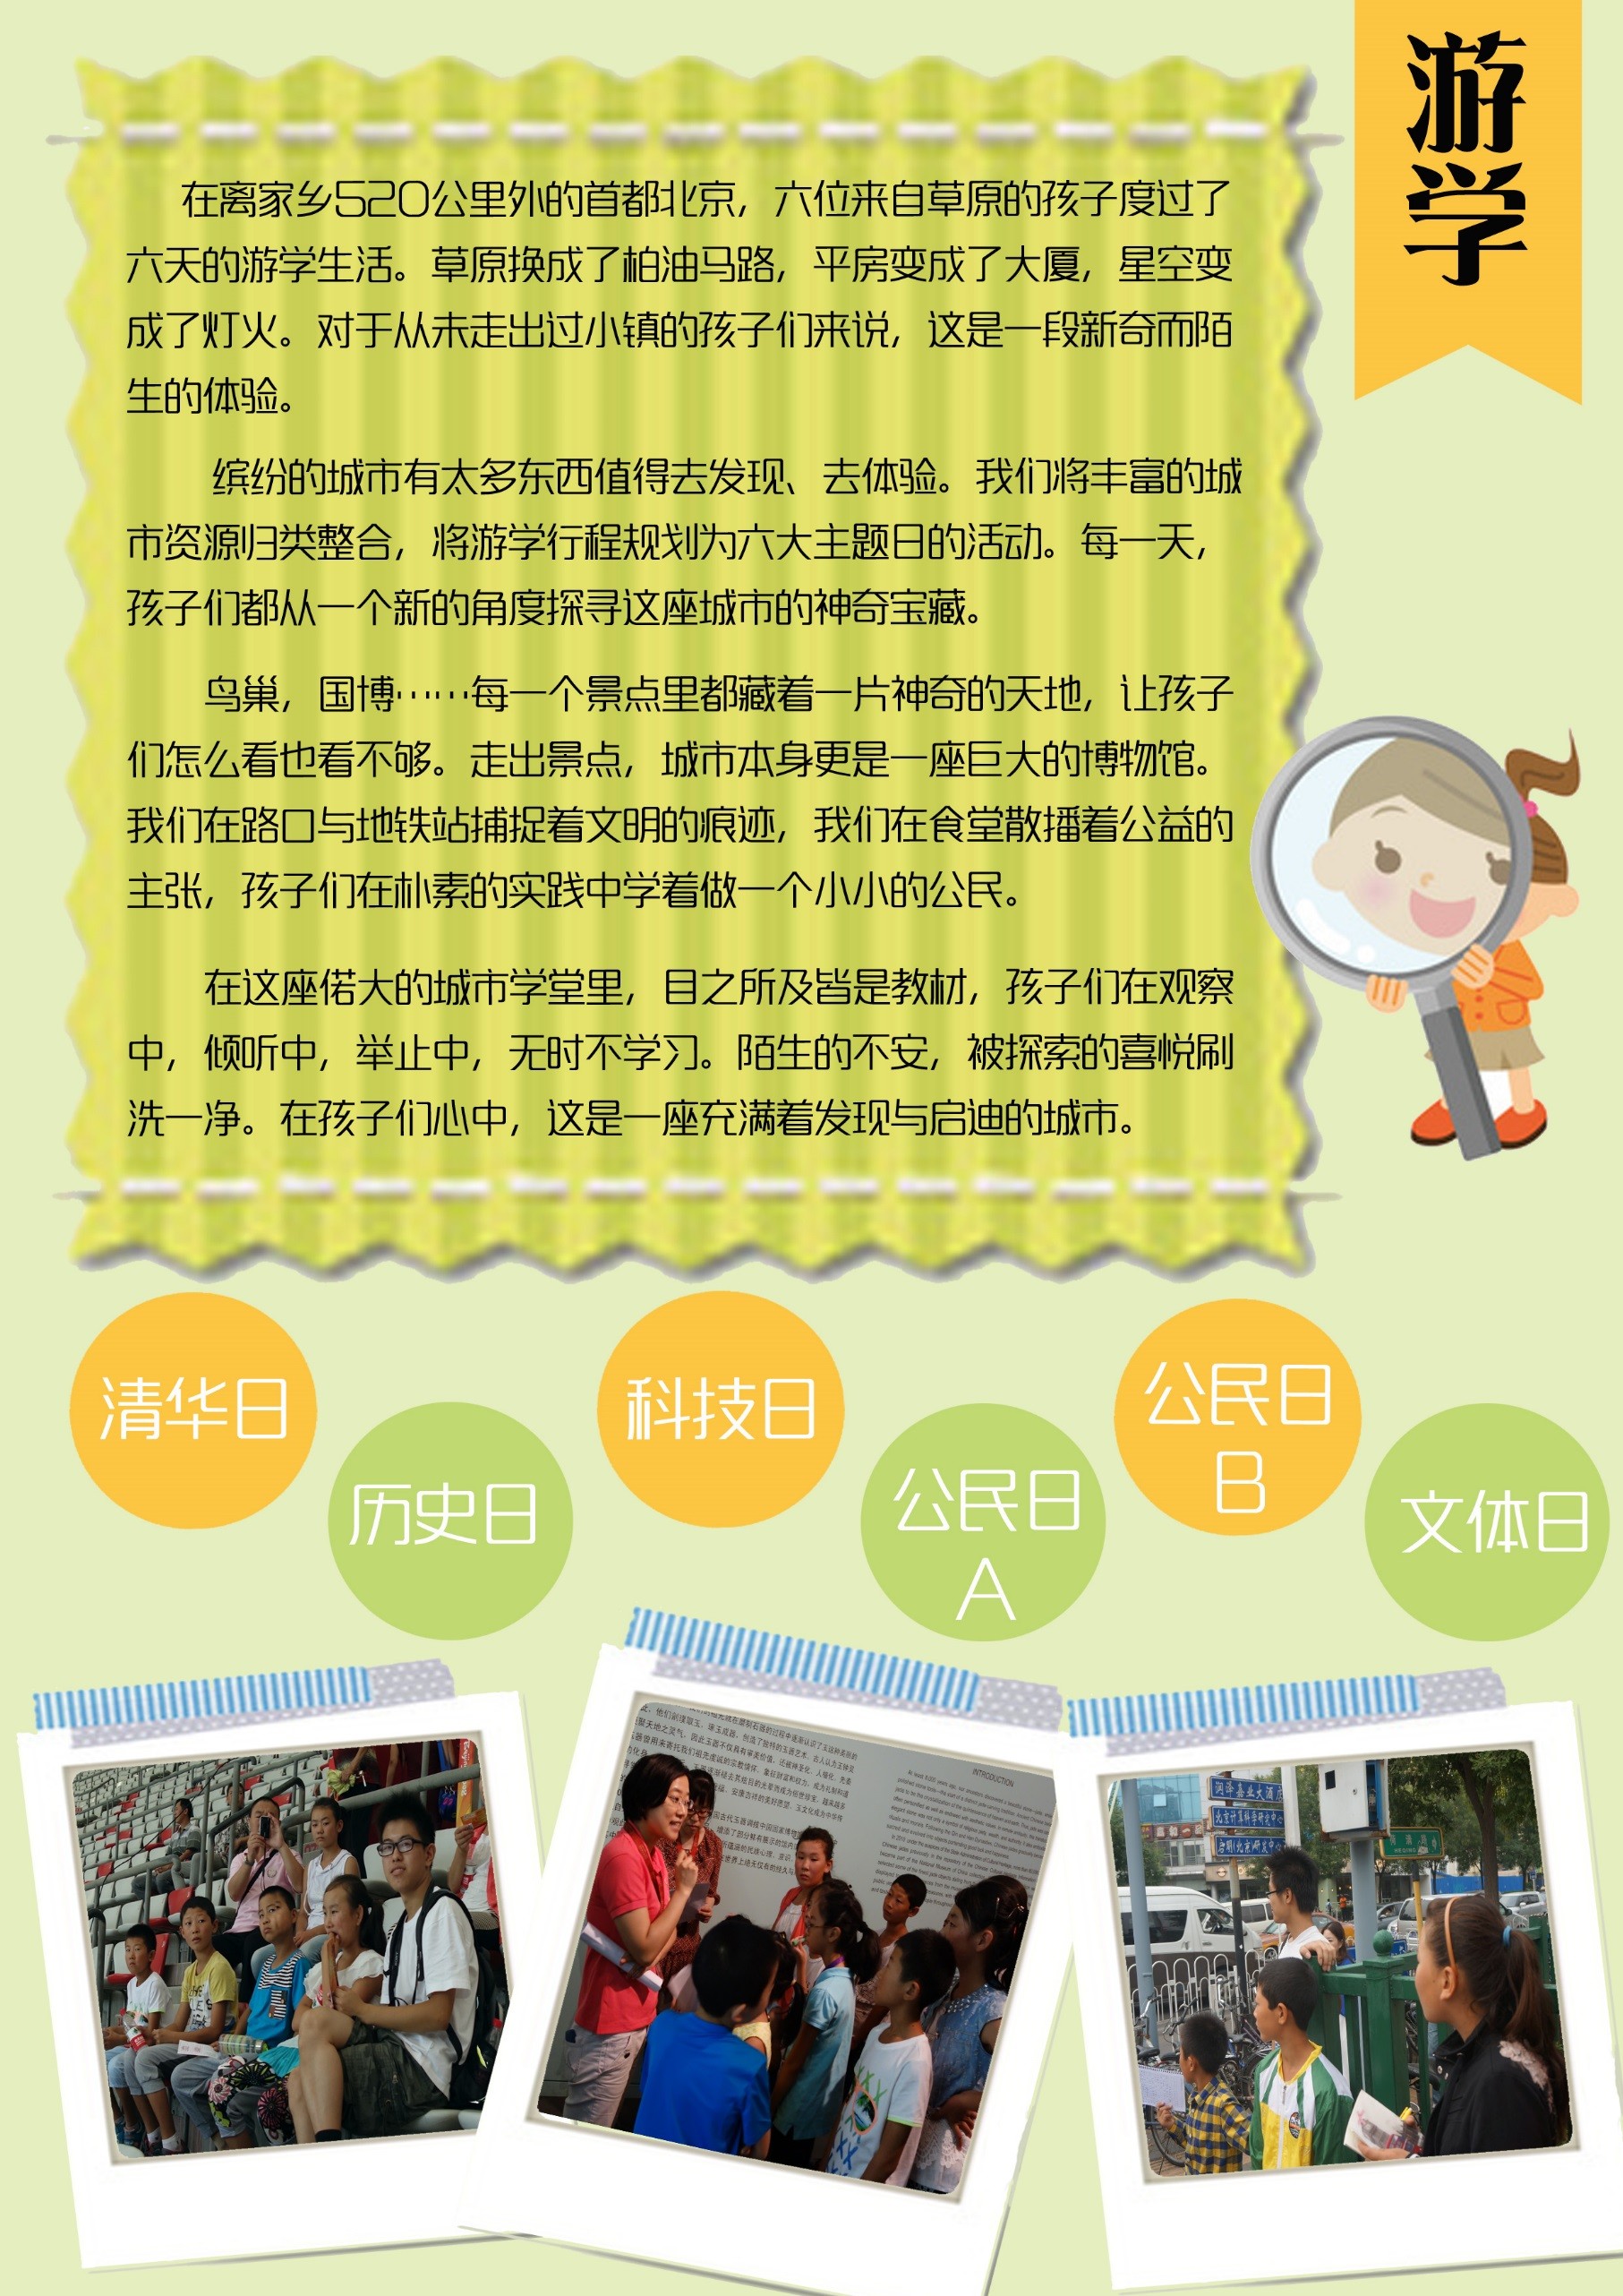 游学
在离家乡520公里外的首都北京，六位来自草原的孩子度过了
六天的游学生活。草原换成了柏油马路，平房变成了大厦，星空变
成了灯火。对于从未走出过小镇的孩子们来说，这是一段新奇而陌
生的体验。
缤纷的城市有太多东西值得去发现、去体验。我们将丰富的城
市资源归类整合，将游学行程规划为六大主题日的活动。每一天，
孩子们都从一个新的角度探寻这座城市的神奇宝藏。
鸟巢，国博……每一个景点里都藏着一片神奇的天地，让孩子
们怎么看也看不够。走出景点，城市本身更是一座巨大的博物馆。
我们在路口与地铁站捕捉着文明的痕迹，我们在食堂散播着公益的
主张，孩子们在朴素的实践中学着做一个小小的公民。
在这座偌大的城市学堂里，目之所及皆是教材，孩子们在观察
中，倾听中，举止中，无时不学习。陌生的不安，被探索的喜悦刷
洗一净。在孩子们心中，这是一座充满着发现与启迪的城市。
清华日
历史日
科技日
公民日
A
公民日
B
文体日
INTRODUCTION
北京计算科学研究中心